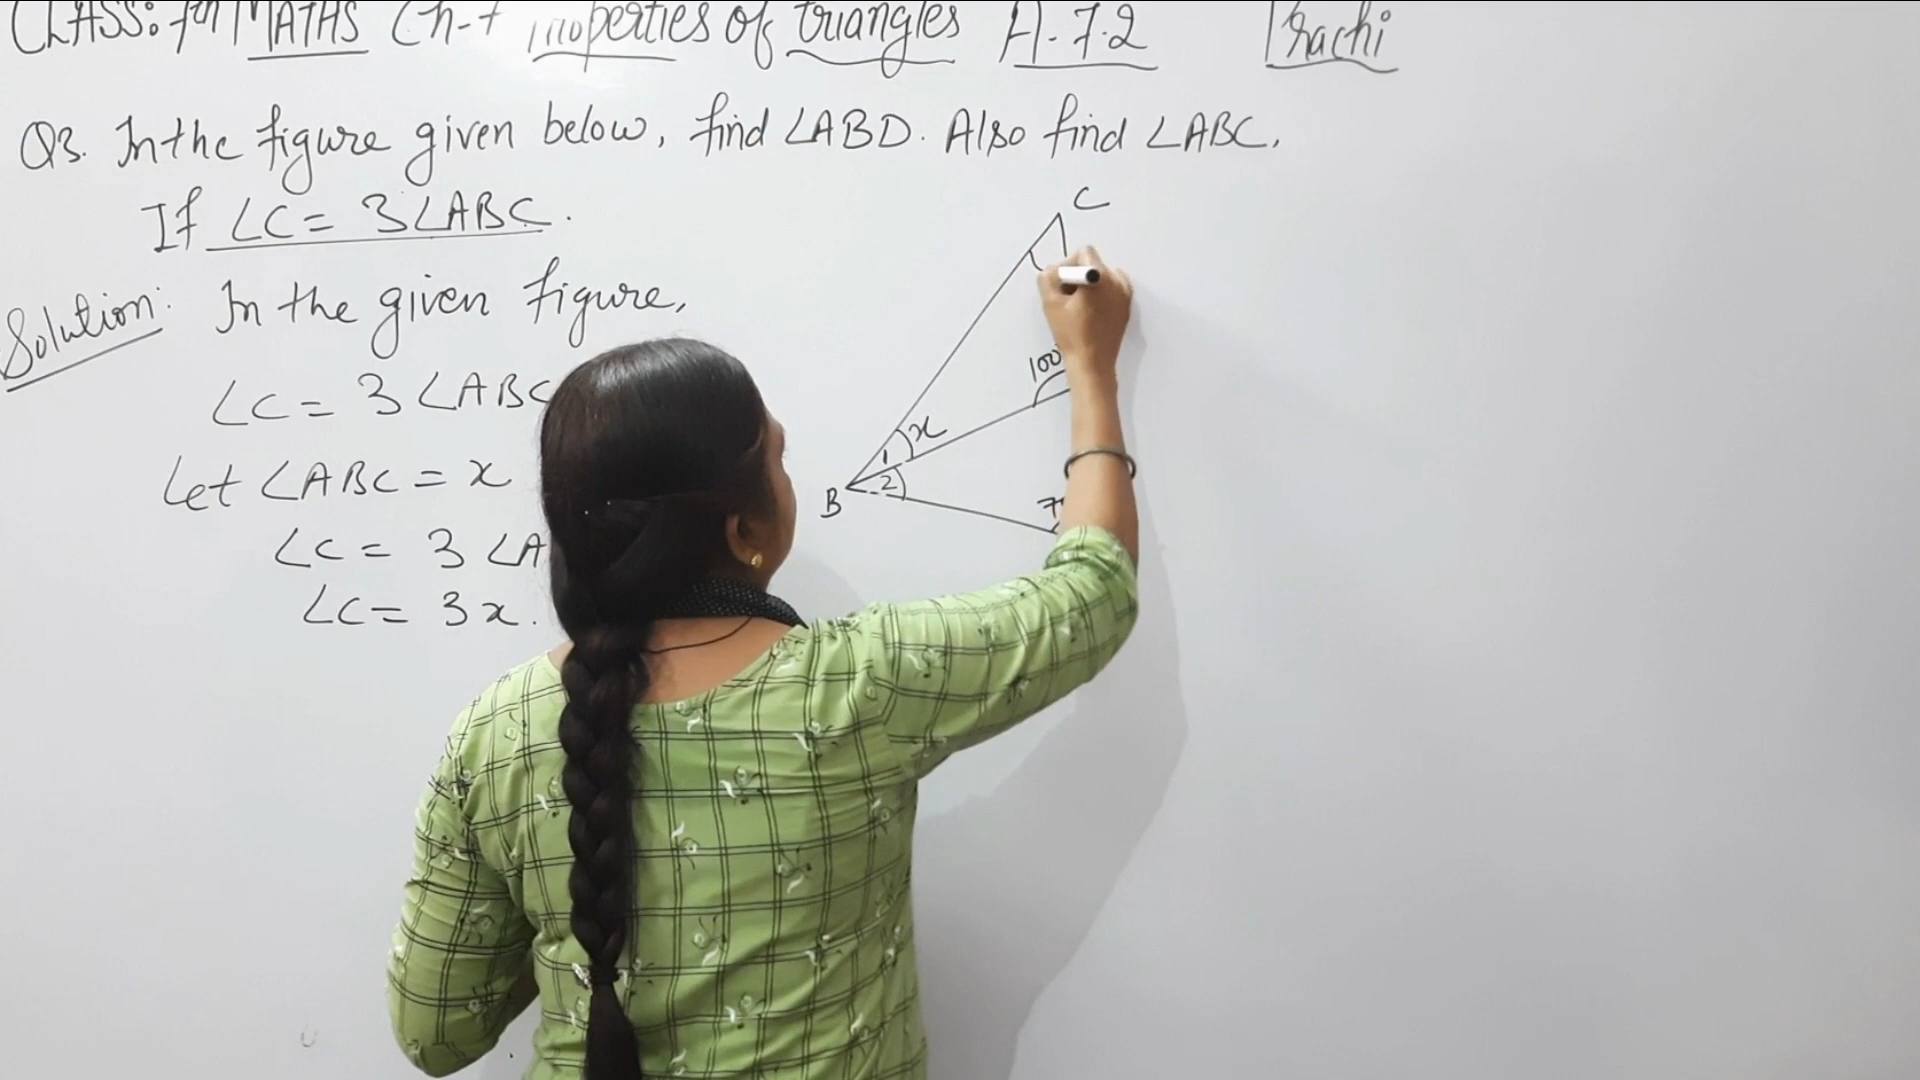 CLASS: 7th MATHS Ch-7 Properties of triangles A-7.2 Prachi
Q3. In the figure given below, find ∠ABD. Also find ∠ABC,
If ∠C = 3∠ABC.
Solution: In the given figure,
∠C = 3∠ABC
Let ∠ABC = x
∠C = 3∠A
∠C = 3x.
C
100
x
1
2
B
7